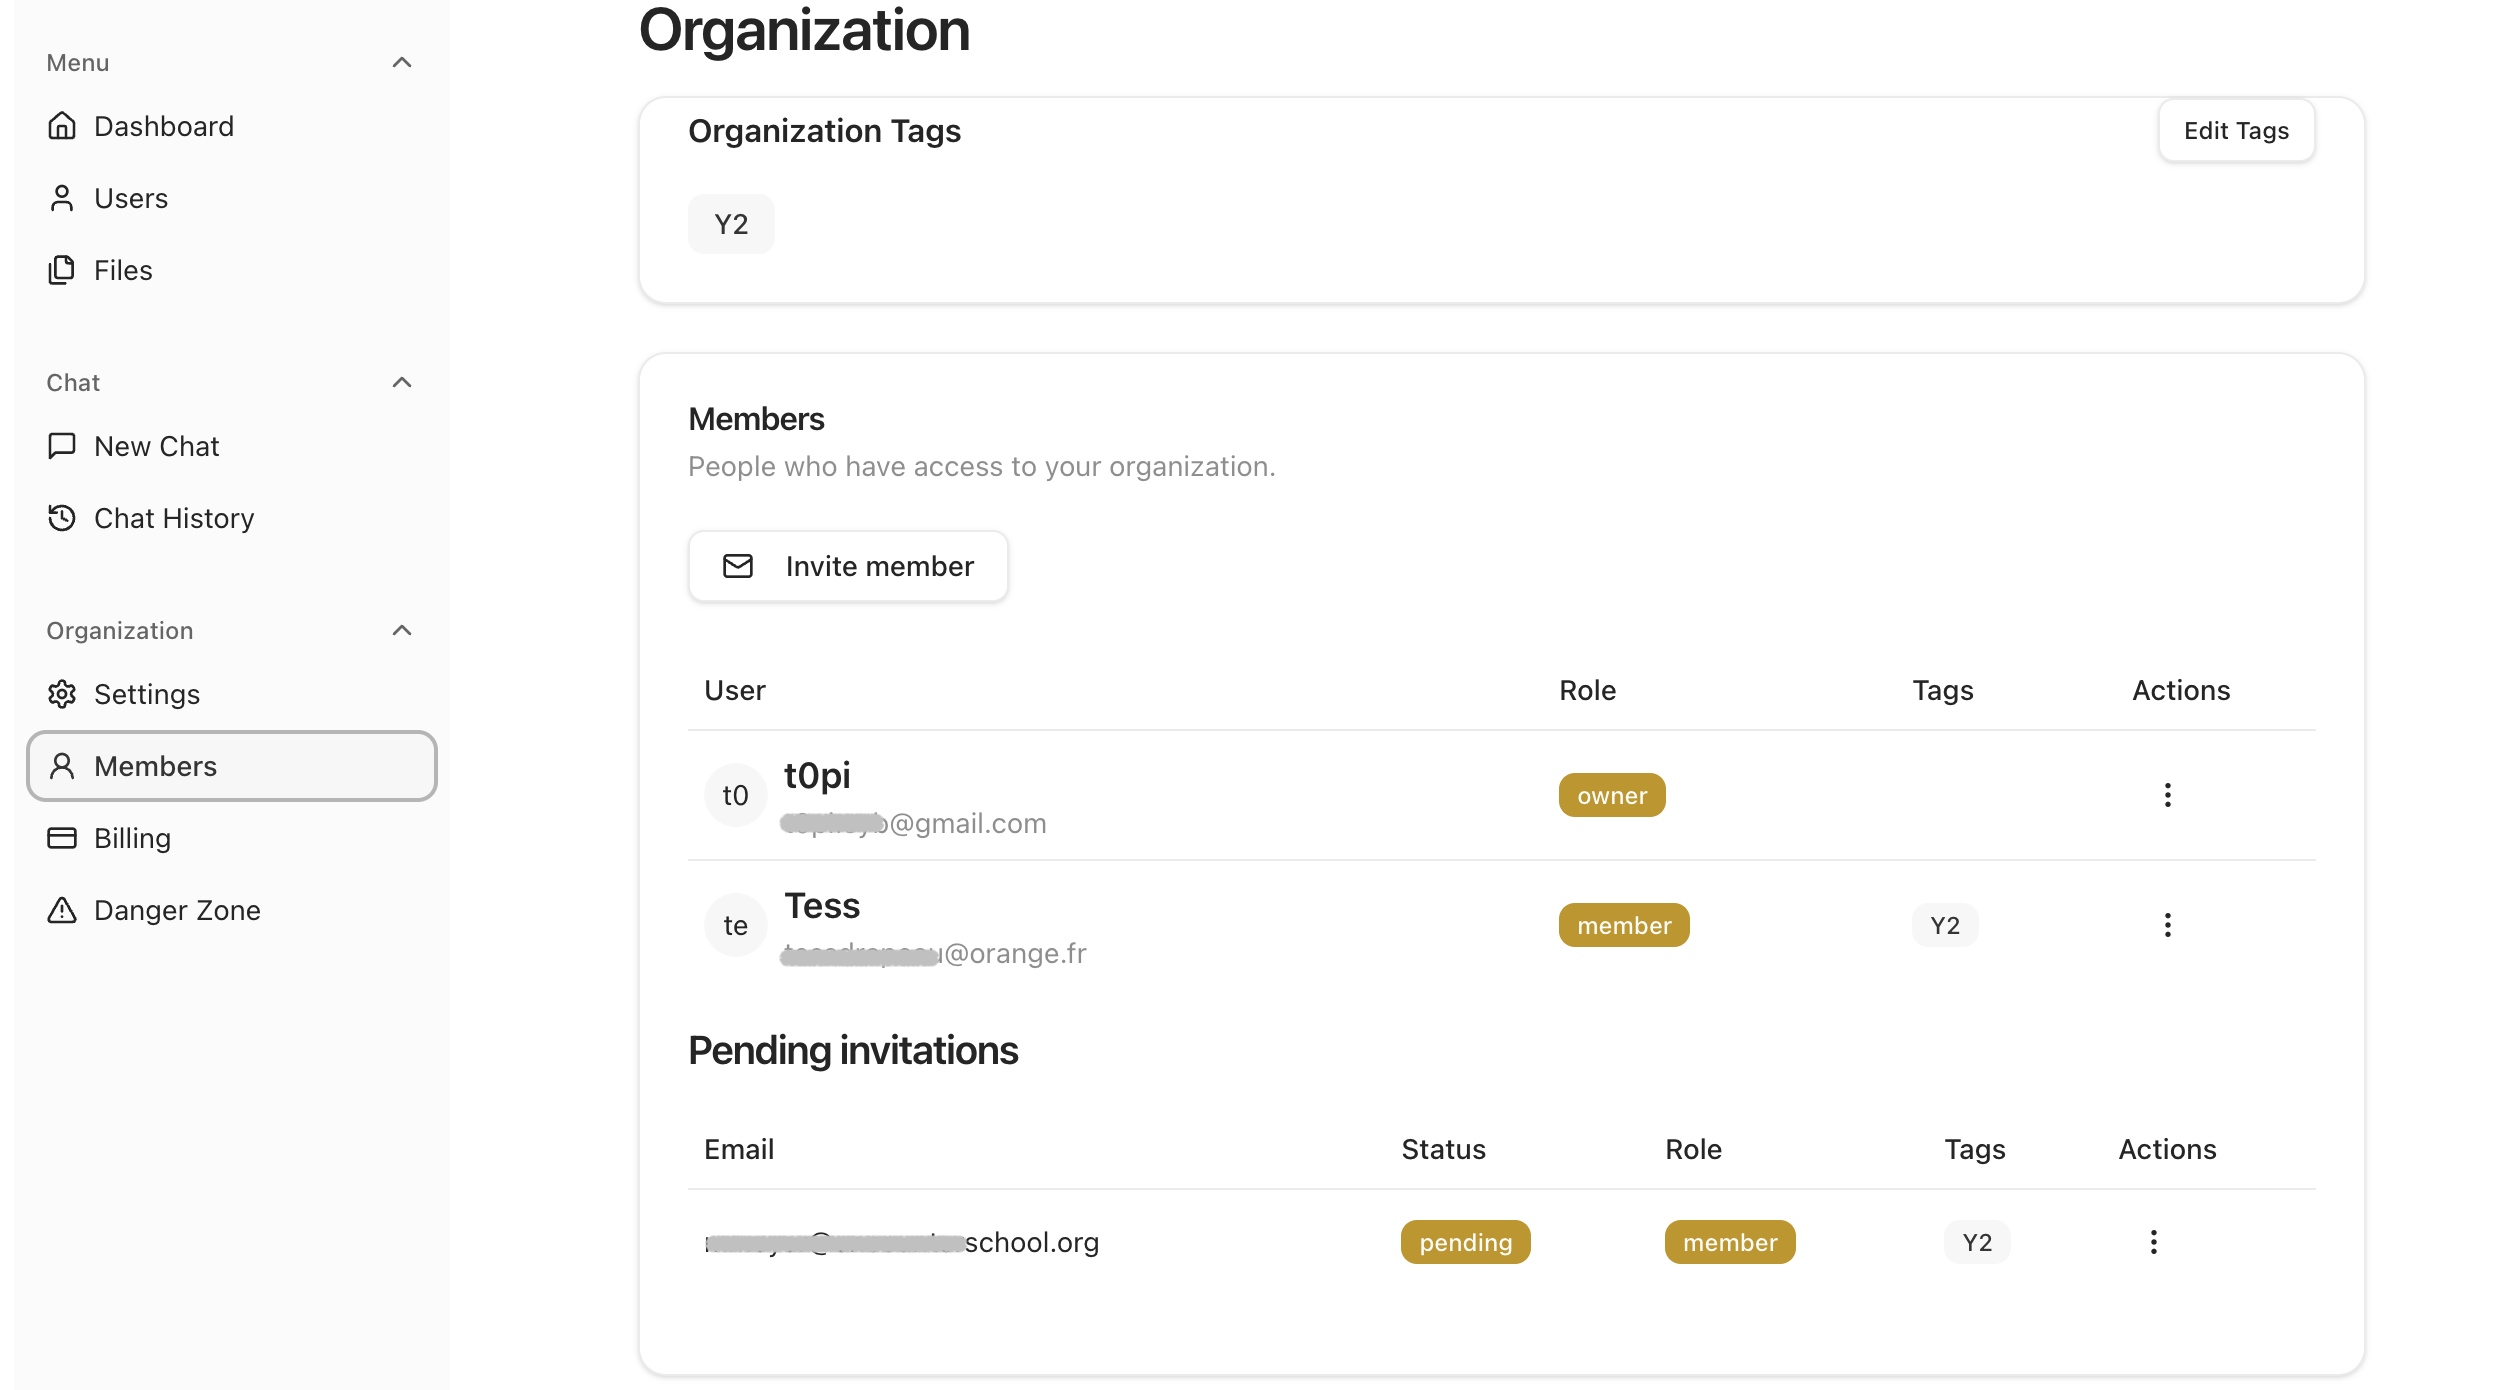 Organization
Menu
Dashboard
Users
Files
Chat
New Chat
Chat History
Organization
Settings
Members
Billing
Danger Zone
Organization Tags
Edit Tags
Y2
Members
People who have access to your organization.
Invite member
User Role Tags Actions
t0 t0pi owner
@gmail.com
te Tess member Y2
@orange.fr
Pending invitations
Email Status Role Tags Actions
school.org pending member Y2